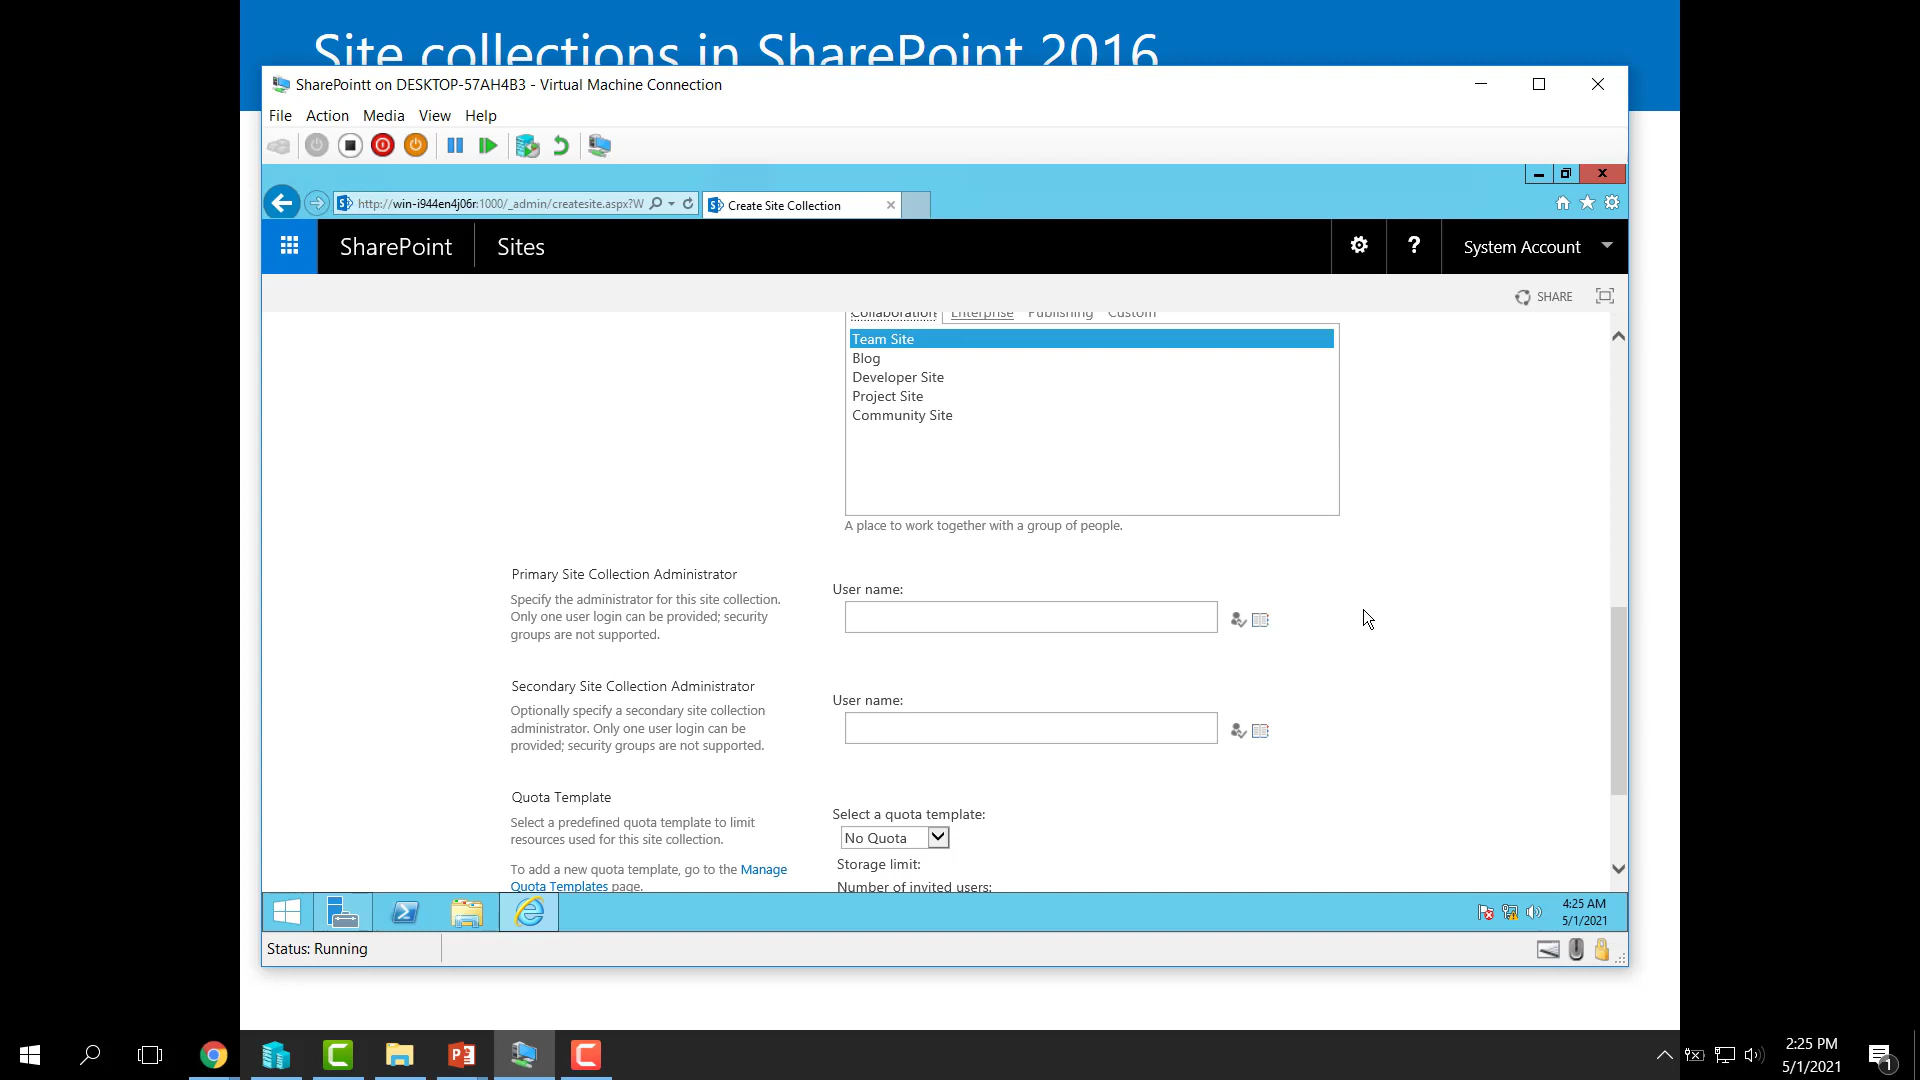 Site collections in SharePoint 2016
SharePointt on DESKTOP-57AH4B3 - Virtual Machine Connection
File Action Media View Help
http://win-i944en4j06r:1000/_admin/createsite.aspx?W
Create Site Collection
SharePoint Sites
? System Account
SHARE
Collaboration Enterprise Publishing Custom
Team Site
Blog
Developer Site
Project Site
Community Site
A place to work together with a group of people.
Primary Site Collection Administrator
Specify the administrator for this site collection.
Only one user login can be provided; security
groups are not supported.
User name:
Secondary Site Collection Administrator
Optionally specify a secondary site collection
administrator. Only one user login can be
provided; security groups are not supported.
User name:
Quota Template
Select a predefined quota template to limit
resources used for this site collection.
To add a new quota template, go to the Manage
Quota Templates page.
Select a quota template:
No Quota
Storage limit:
Number of invited users:
4:25 AM
5/1/2021
Status: Running
2:25 PM
5/1/2021
1